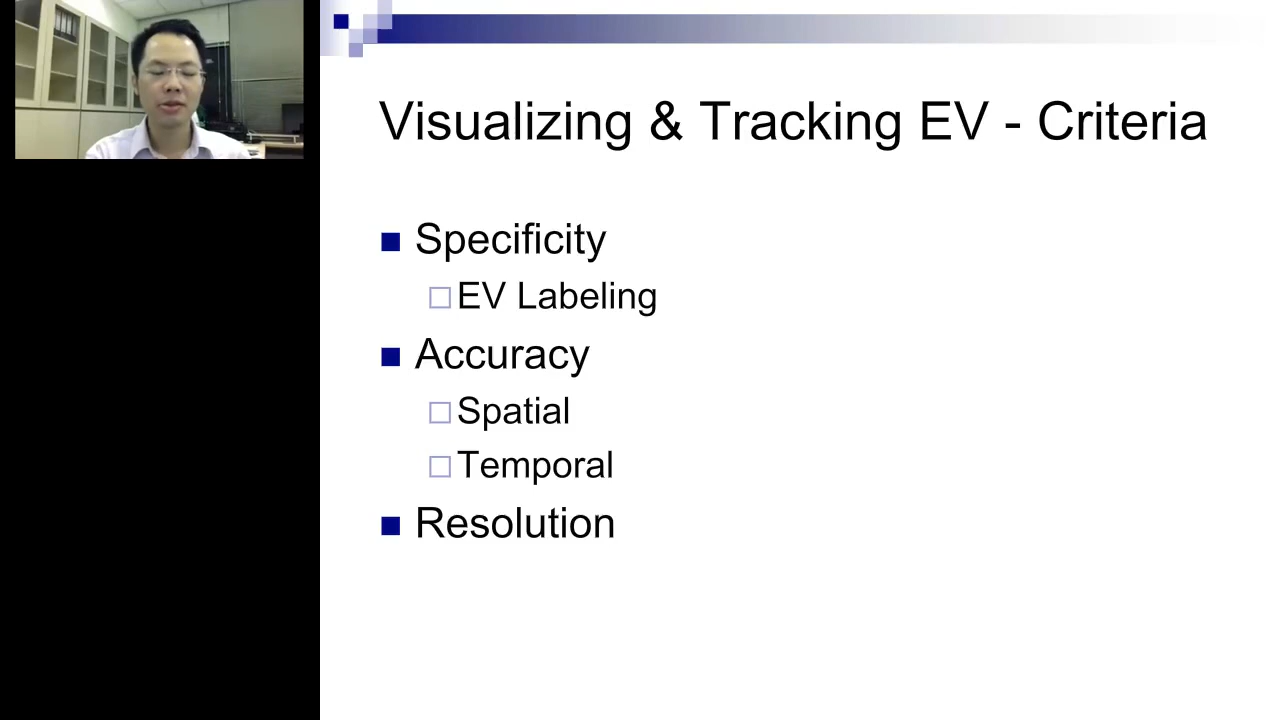 Visualizing & Tracking EV - Criteria
Specificity
EV Labeling
Accuracy
Spatial
Temporal
Resolution